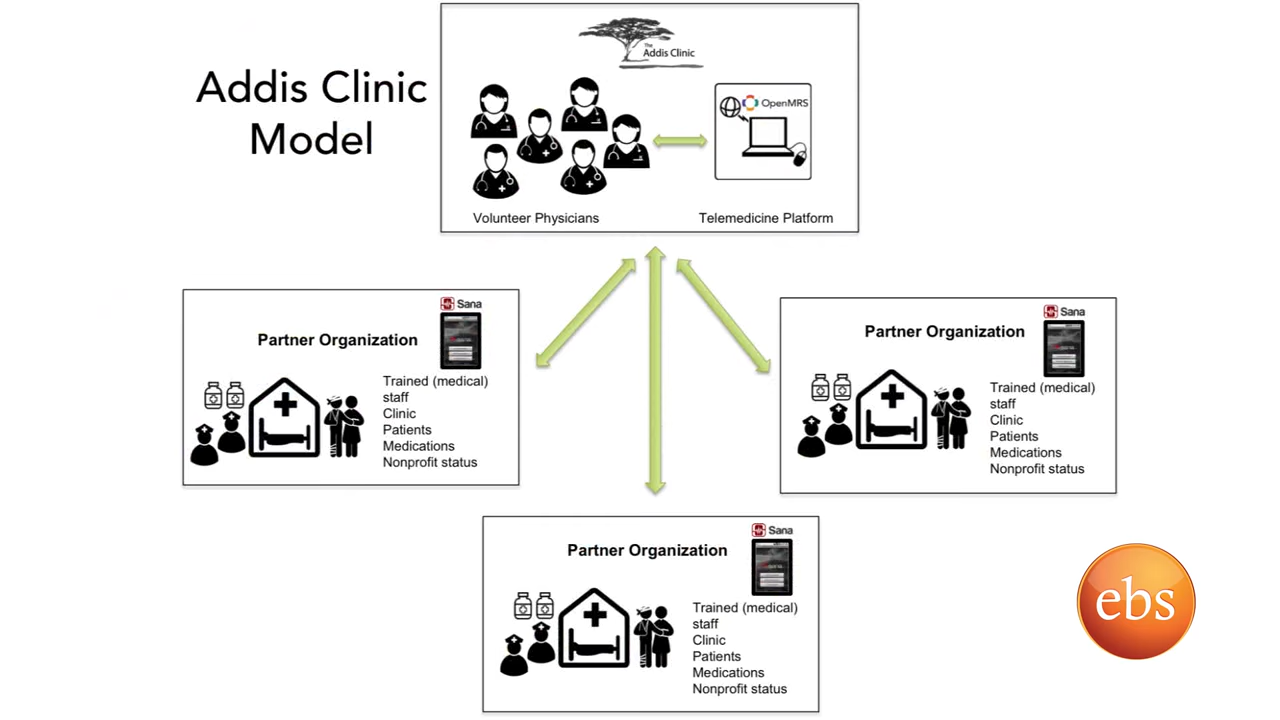 Addis Clinic
Model
The
Addis Clinic
OpenMRS
Volunteer Physicians
Telemedicine Platform
Sana
Partner Organization
Trained (medical)
staff
Clinic
Patients
Medications
Nonprofit status
Sana
Partner Organization
Trained (medical)
staff
Clinic
Patients
Medications
Nonprofit status
Sana
Partner Organization
Trained (medical)
staff
Clinic
Patients
Medications
Nonprofit status
ebs